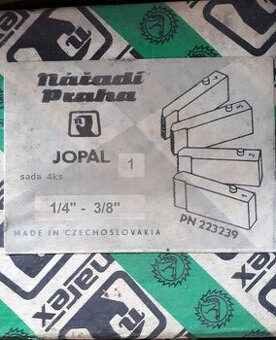 Nářadí
Praha
JOPAL 1
sada 4ks
1/4" - 3/8"
PN 223239
MADE IN CZECHOSLOVAKIA
narex